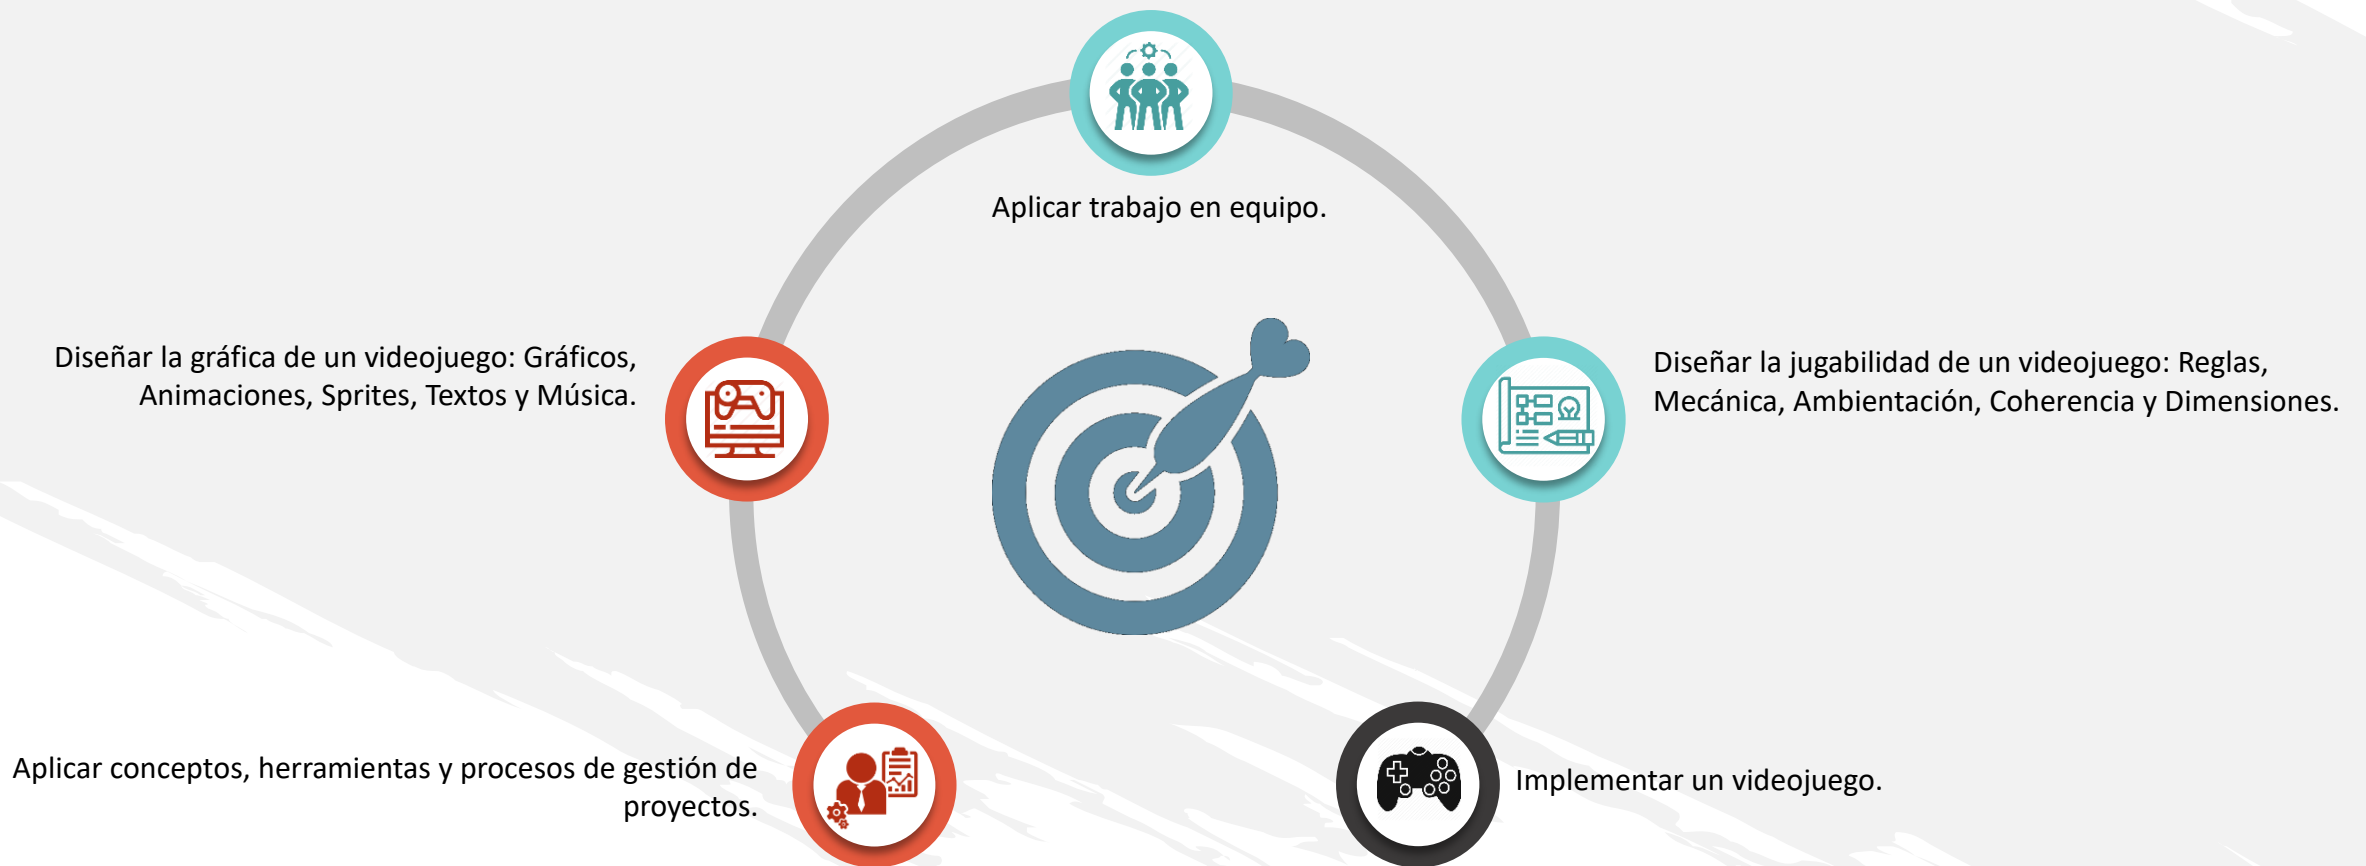 Aplicar trabajo en equipo.
Diseñar la gráfica de un videojuego: Gráficos,
Animaciones, Sprites, Textos y Música.
Diseñar la jugabilidad de un videojuego: Reglas,
Mecánica, Ambientación, Coherencia y Dimensiones.
Aplicar conceptos, herramientas y procesos de gestión de
proyectos.
Implementar un videojuego.